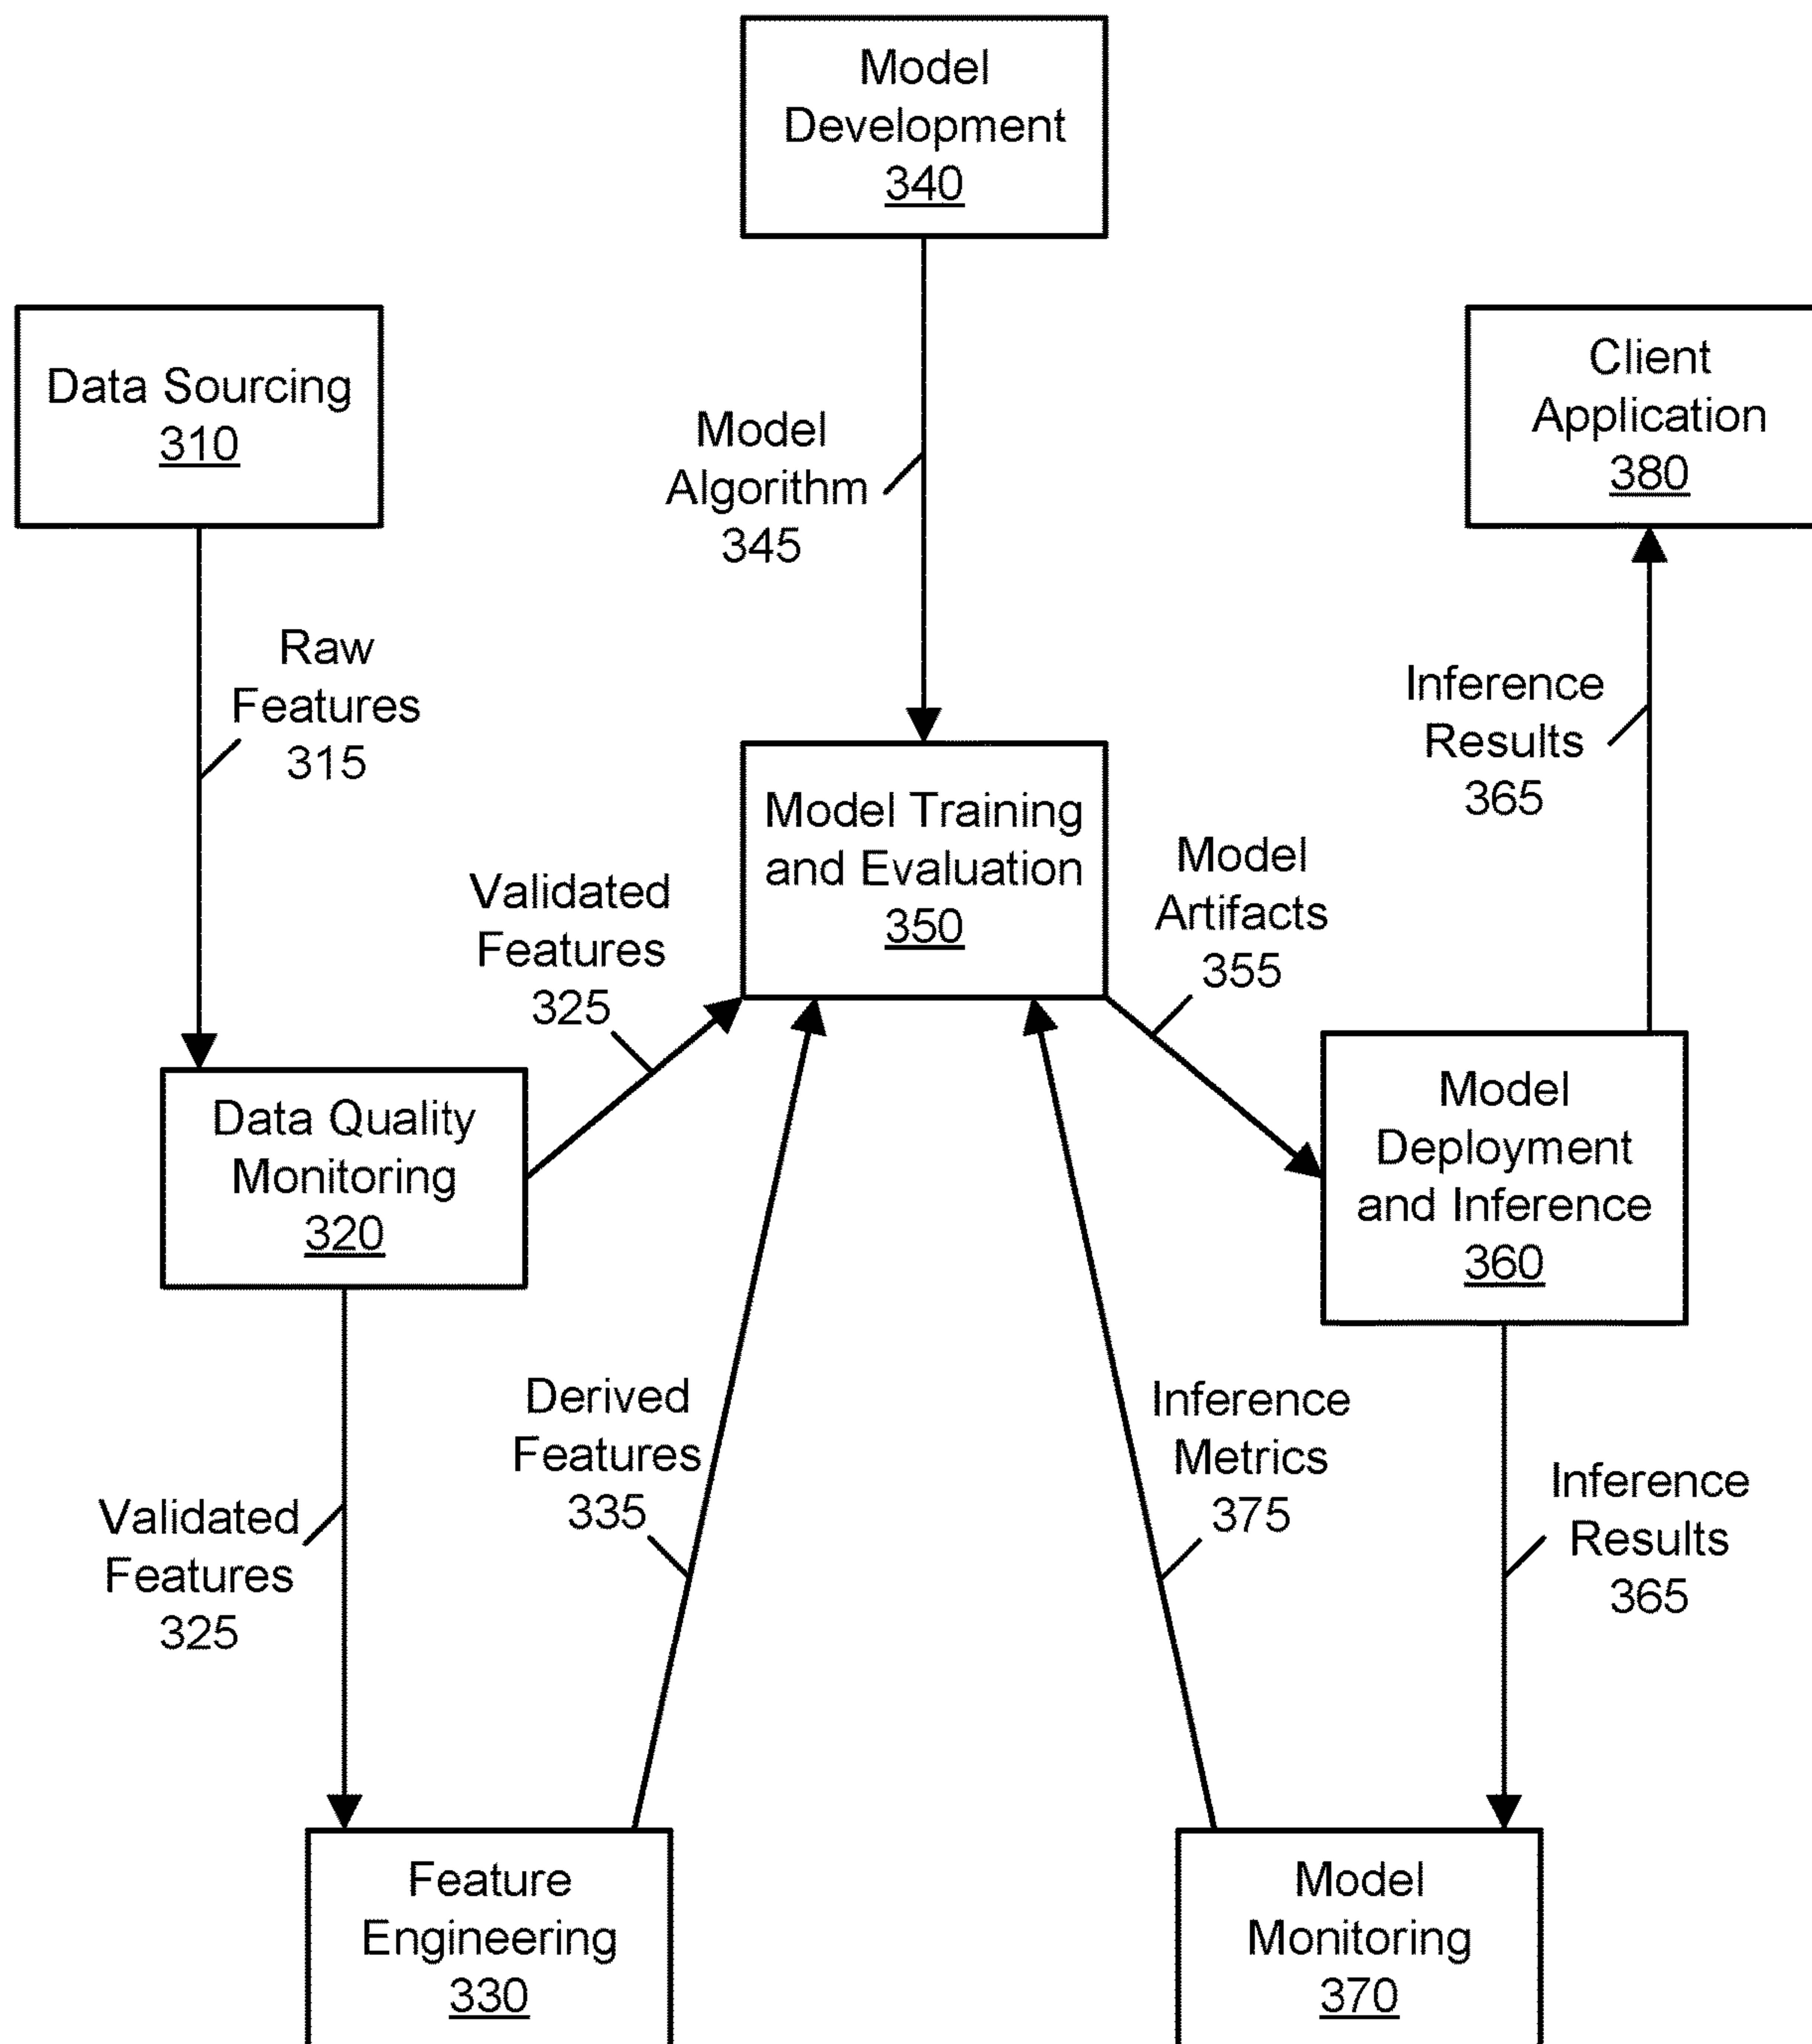 Model
Development
340
Data Sourcing
310
Client
Application
380
Model
Algorithm
345
Raw
Features
315
Inference
Results
365
Model Training
and Evaluation
350
Validated
Features
325
Model
Artifacts
355
Data Quality
Monitoring
320
Model
Deployment
and Inference
360
Derived
Features
335
Inference
Metrics
375
Validated
Features
325
Inference
Results
365
Feature
Engineering
330
Model
Monitoring
370